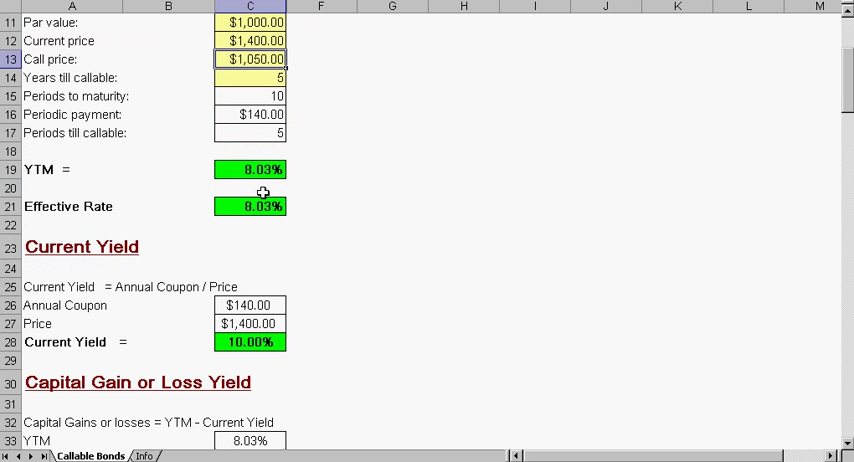 C F G H I J K L M
A B
11 Par value: $1,000.00
12 Current price $1,400.00
13 Call price: $1,050.00
14 Years till callable: 5
15 Periods to maturity: 10
16 Periodic payment: $140.00
17 Periods till callable: 5
18
19 YTM = 8.03%
20
21 Effective Rate 8.03%
22
23 Current Yield
24
25 Current Yield = Annual Coupon / Price
26 Annual Coupon $140.00
27 Price $1,400.00
28 Current Yield = 10.00%
29
30 Capital Gain or Loss Yield
31
32 Capital Gains or losses = YTM - Current Yield
33 YTM 8.03%
Callable Bonds Info